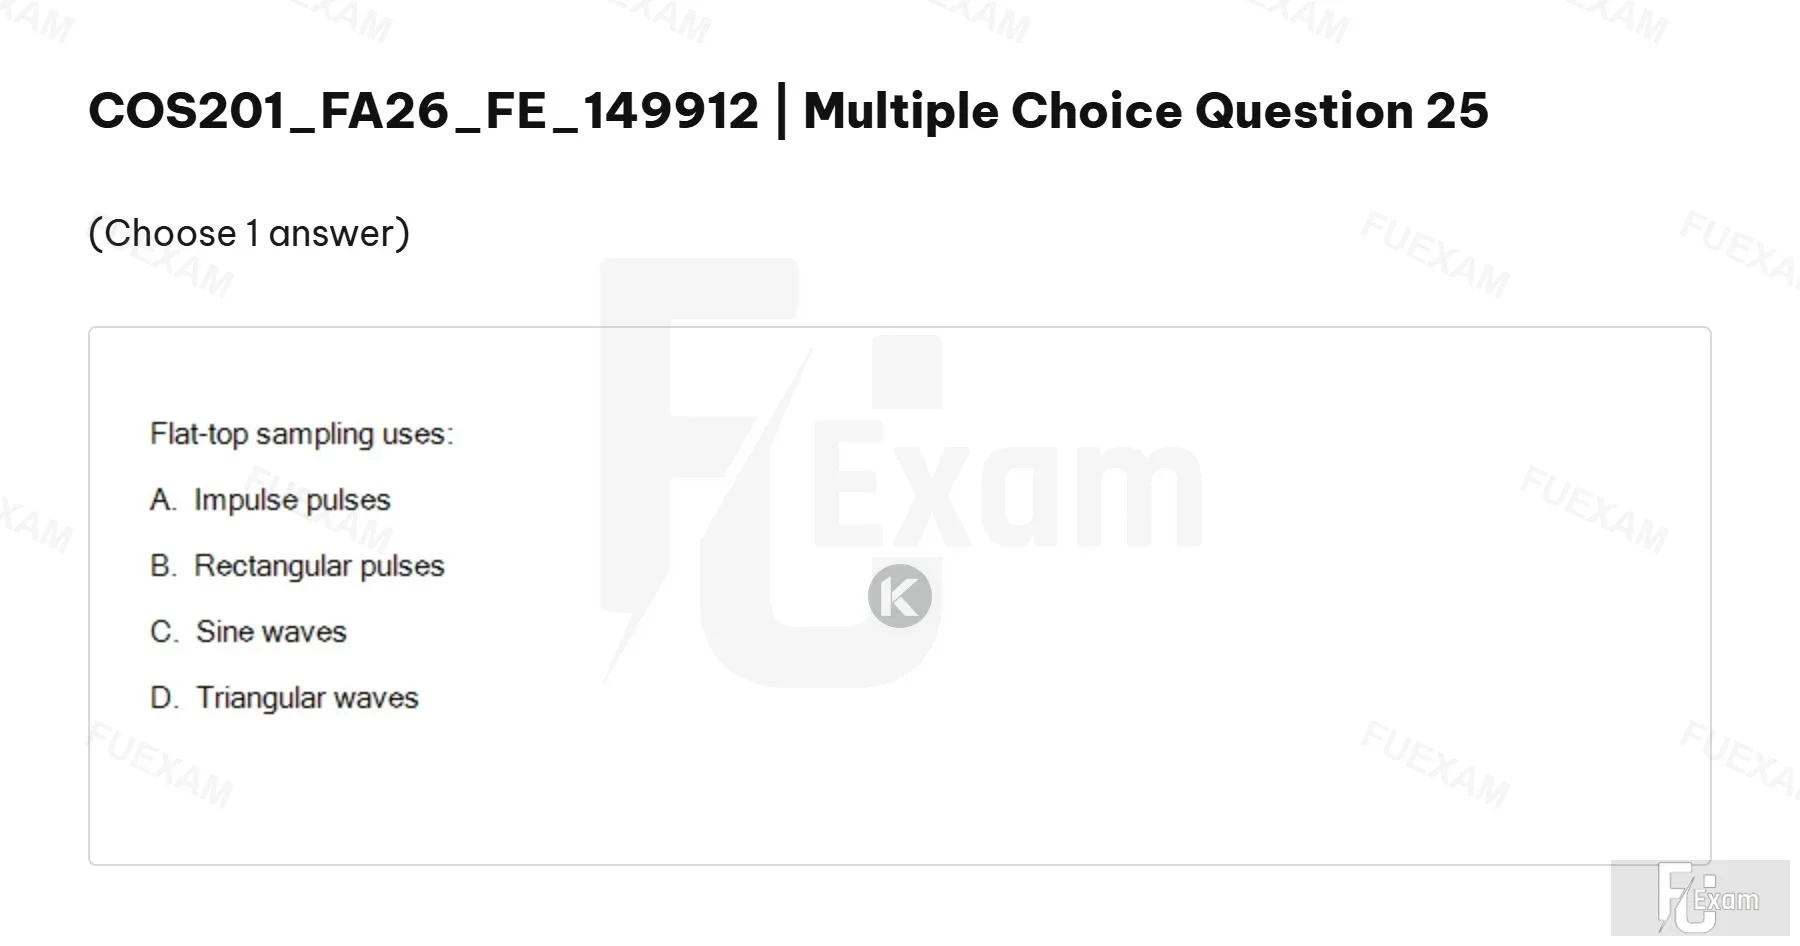 COS201_FA26_FE_149912 | Multiple Choice Question 25
(Choose 1 answer)
Flat-top sampling uses:
A. Impulse pulses
B. Rectangular pulses
C. Sine waves
D. Triangular waves